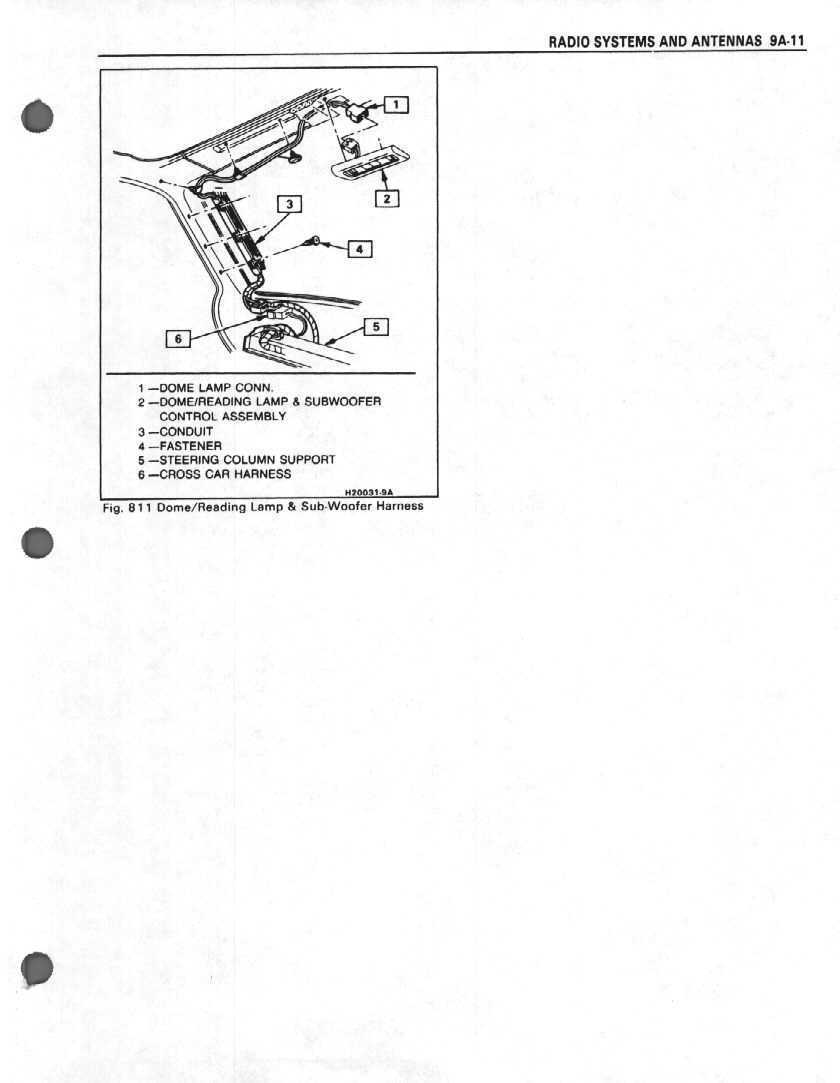 RADIO SYSTEMS AND ANTENNAS 9A-11
1
2
3
4
5
6
1 —DOME LAMP CONN.
2 —DOME/READING LAMP & SUBWOOFER
CONTROL ASSEMBLY
3 —CONDUIT
4 —FASTENER
5 —STEERING COLUMN SUPPORT
6 —CROSS CAR HARNESS
H20031-9A
Fig. 811 Dome/Reading Lamp & Sub-Woofer Harness